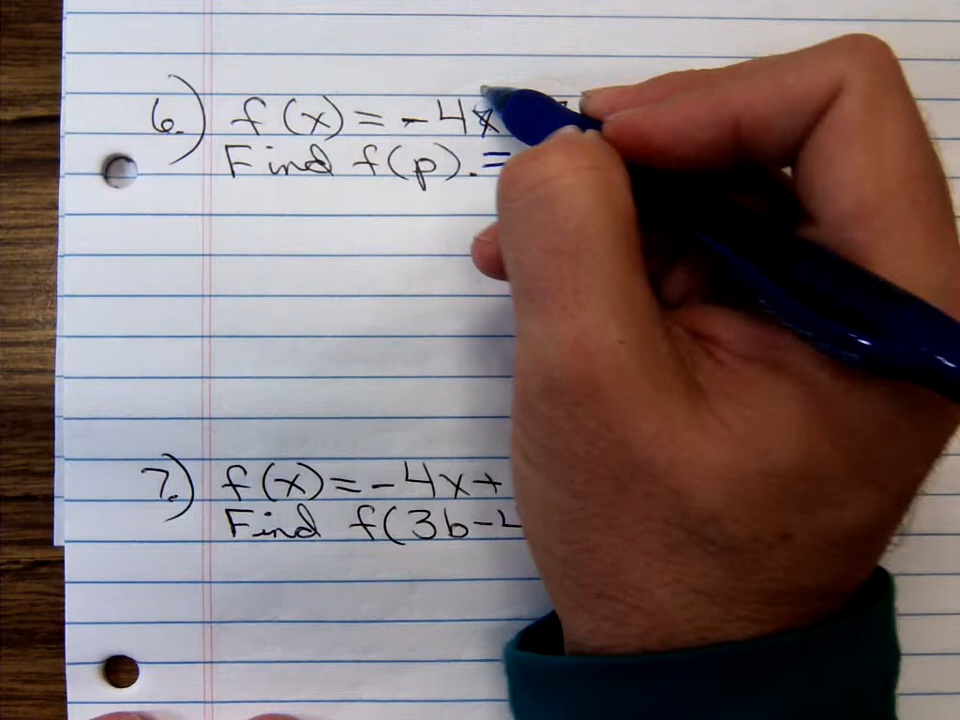 6.) f(x) = -4x
Find f(p). =
7.) f(x) = -4x +
Find f(3b-